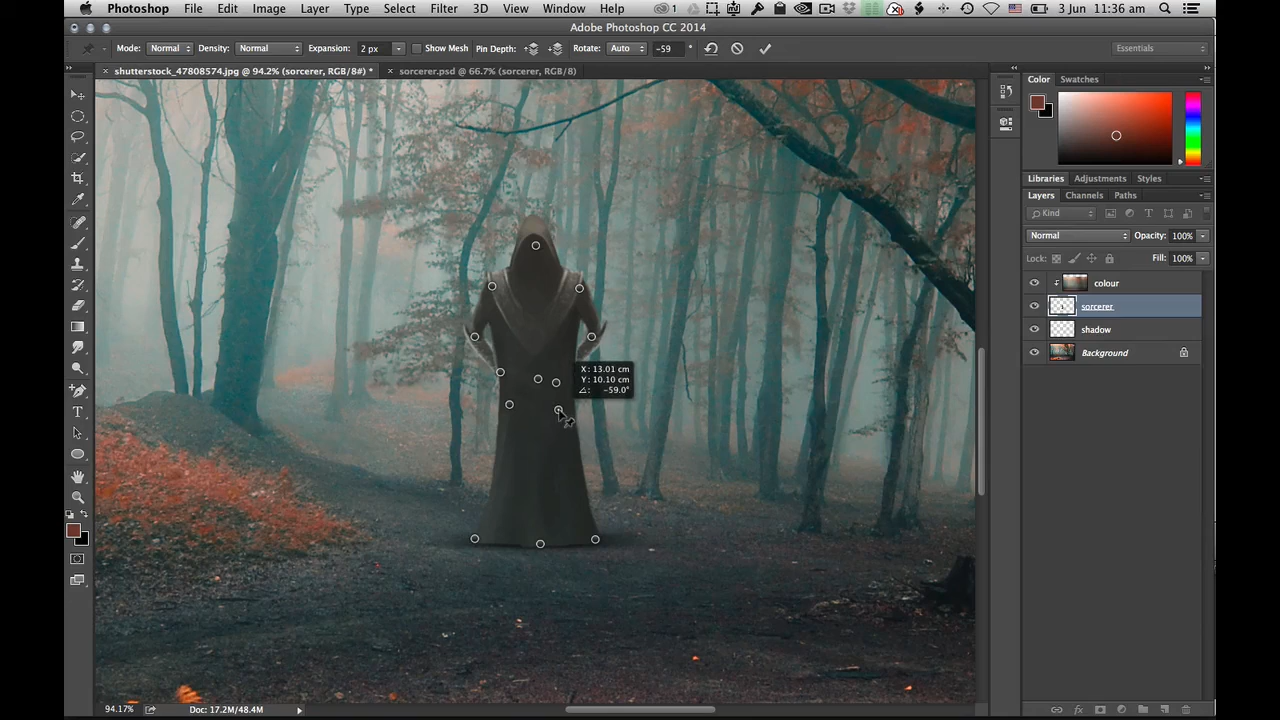 Photoshop File Edit Image Layer Type Select Filter 3D View Window Help 1 3 Jun 11:36 am
Adobe Photoshop CC 2014
Mode: Normal Density: Normal Expansion: 2 px Show Mesh Pin Depth: Rotate: Auto -59 ° Essentials
× shutterstock_47808574.jpg @ 94.2% (sorcerer, RGB/8#) * × sorcerer.psd @ 66.7% (sorcerer, RGB/8)
Color Swatches
Libraries Adjustments Styles
Layers Channels Paths
Kind
Normal Opacity: 100%
Lock: Fill: 100%
colour
sorcerer
shadow
Background
X: 13.01 cm
Y: 10.10 cm
-59.0°
94.17% Doc: 17.2M/48.4M